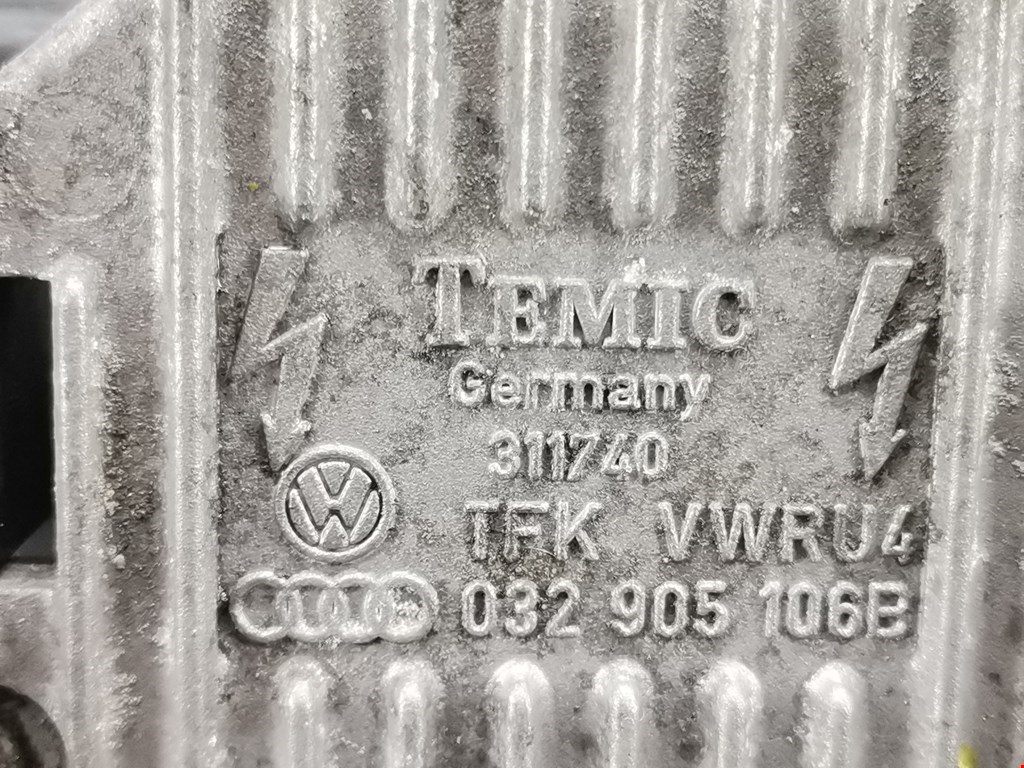 TEMIC
Germany
311740
TFK VWRU4
032 905 106B